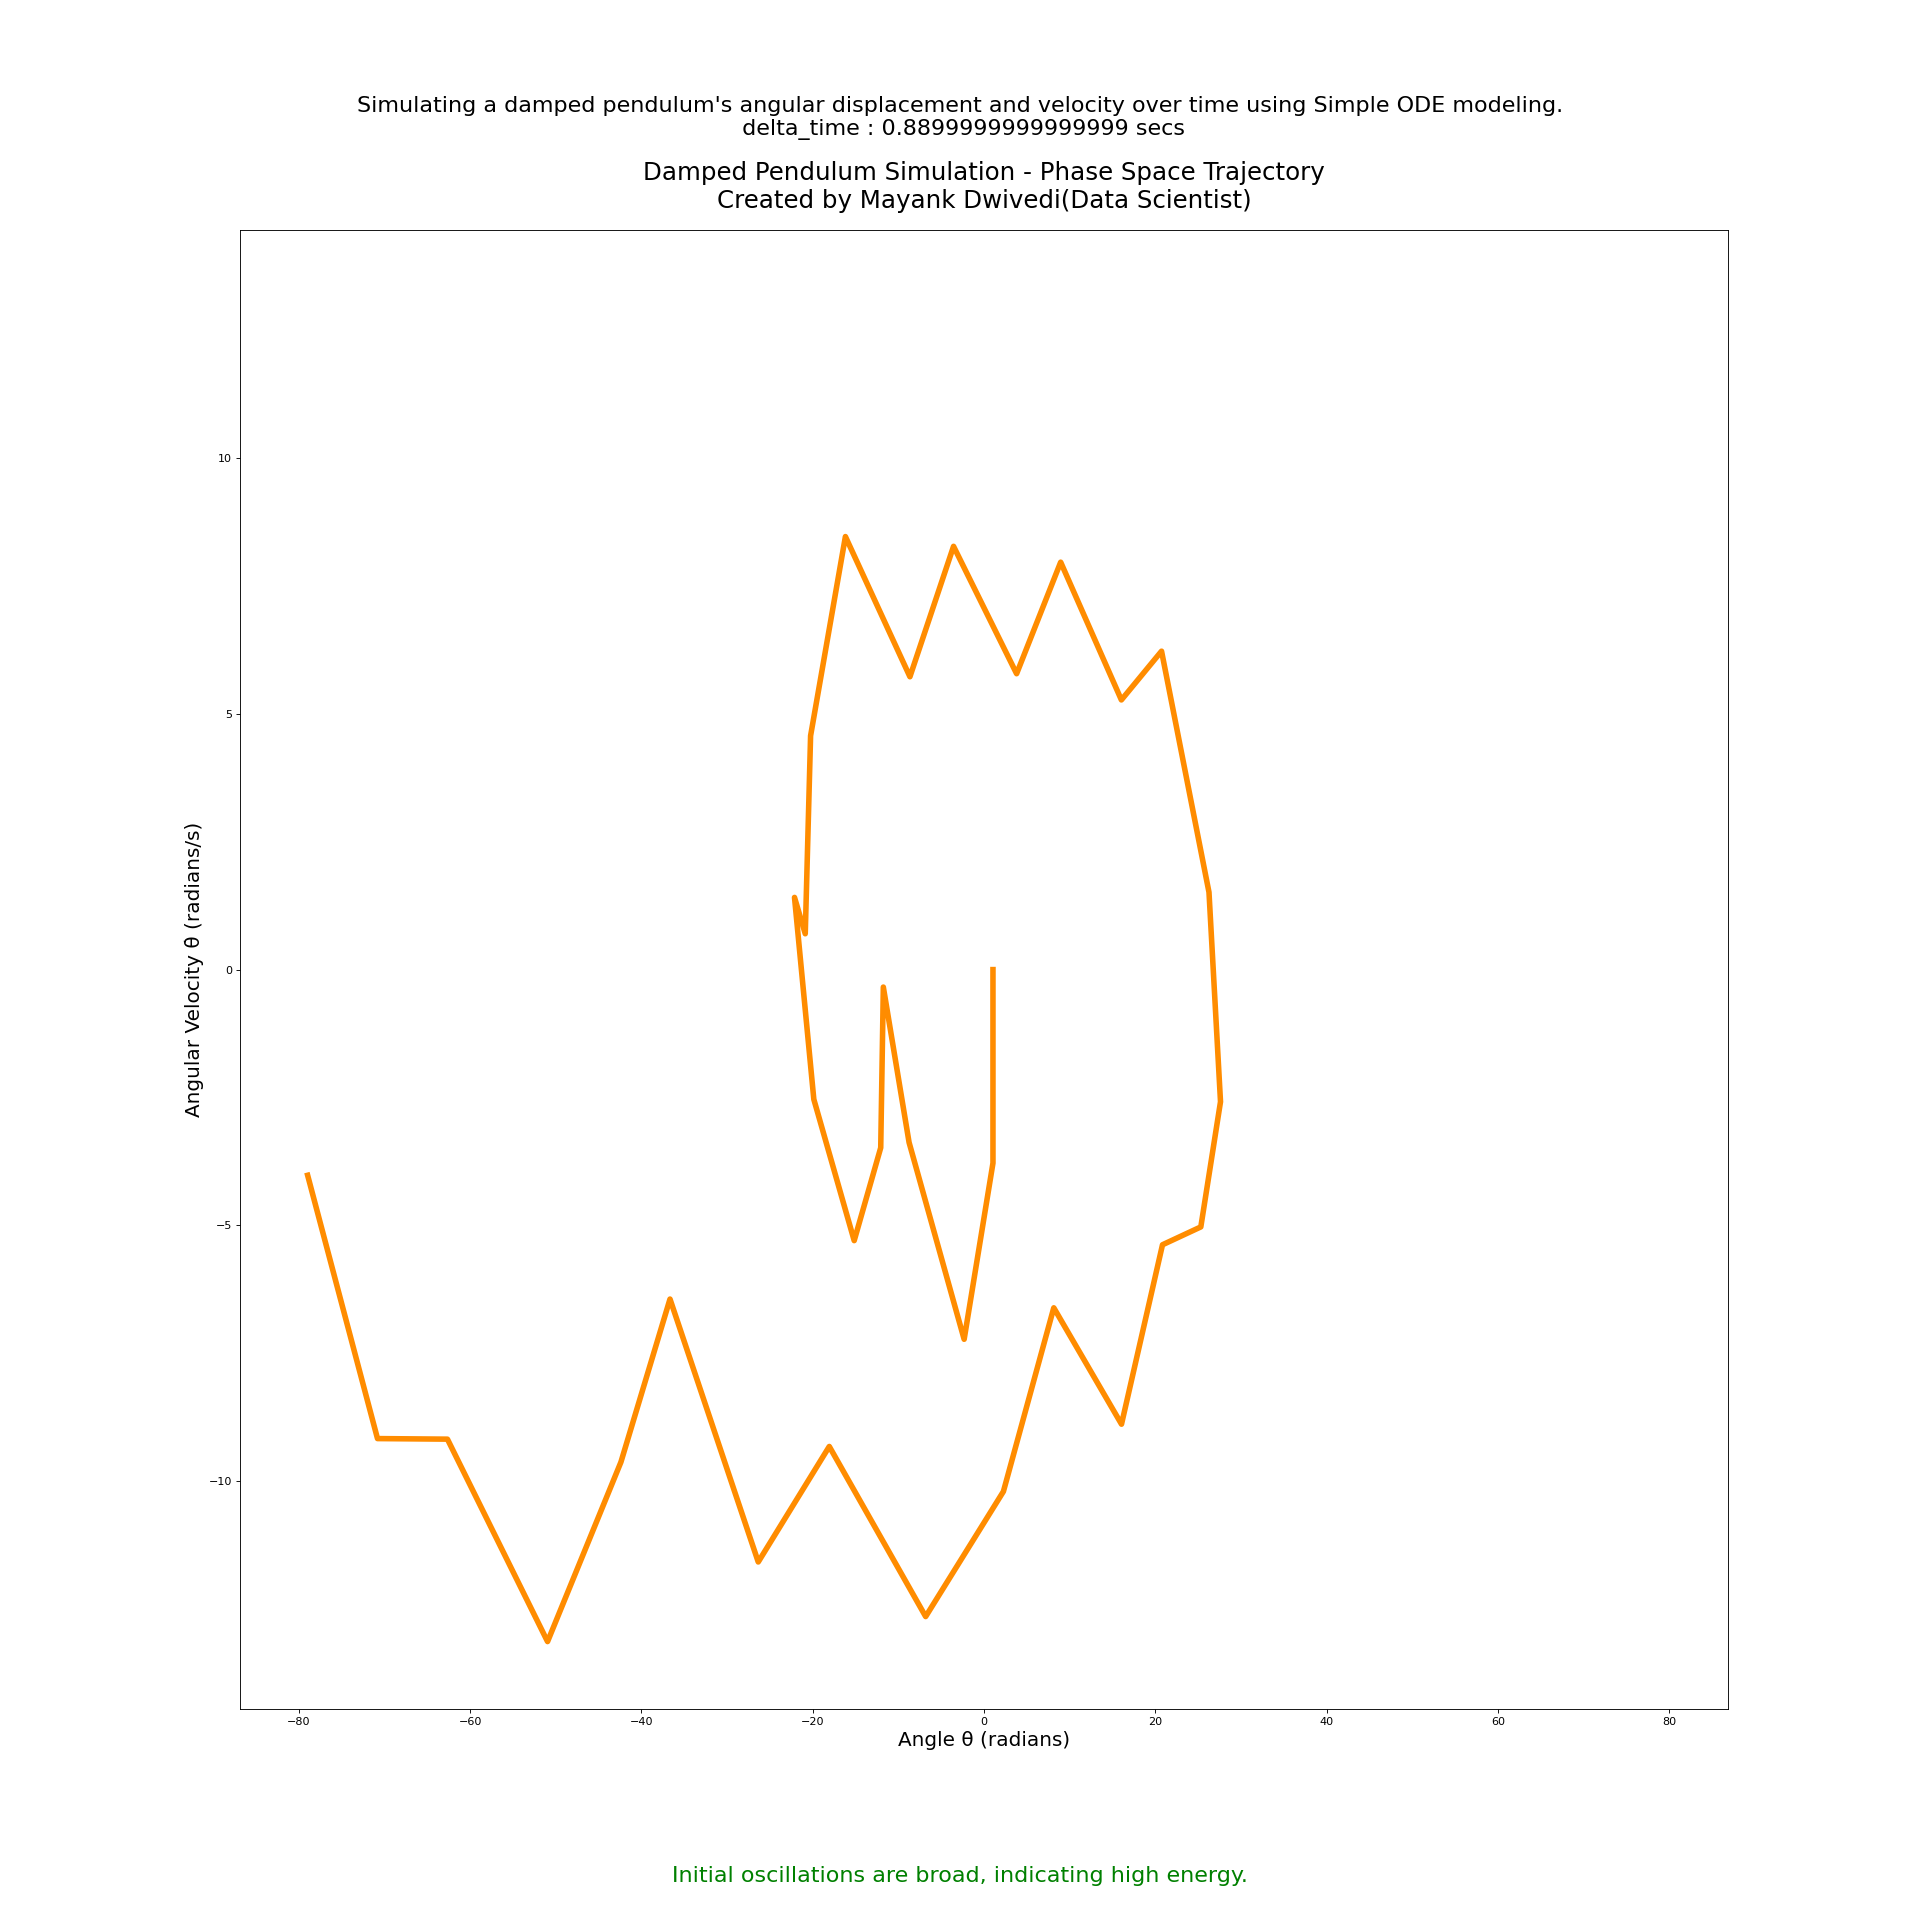 Simulating a damped pendulum's angular displacement and velocity over time using Simple ODE modeling.
delta_time : 0.8899999999999999 secs
Damped Pendulum Simulation - Phase Space Trajectory
Created by Mayank Dwivedi(Data Scientist)
10
5
0
−5
−10
Angular Velocity θ (radians/s)
−80
−60
−40
−20
0
20
40
60
80
Angle θ (radians)
Initial oscillations are broad, indicating high energy.